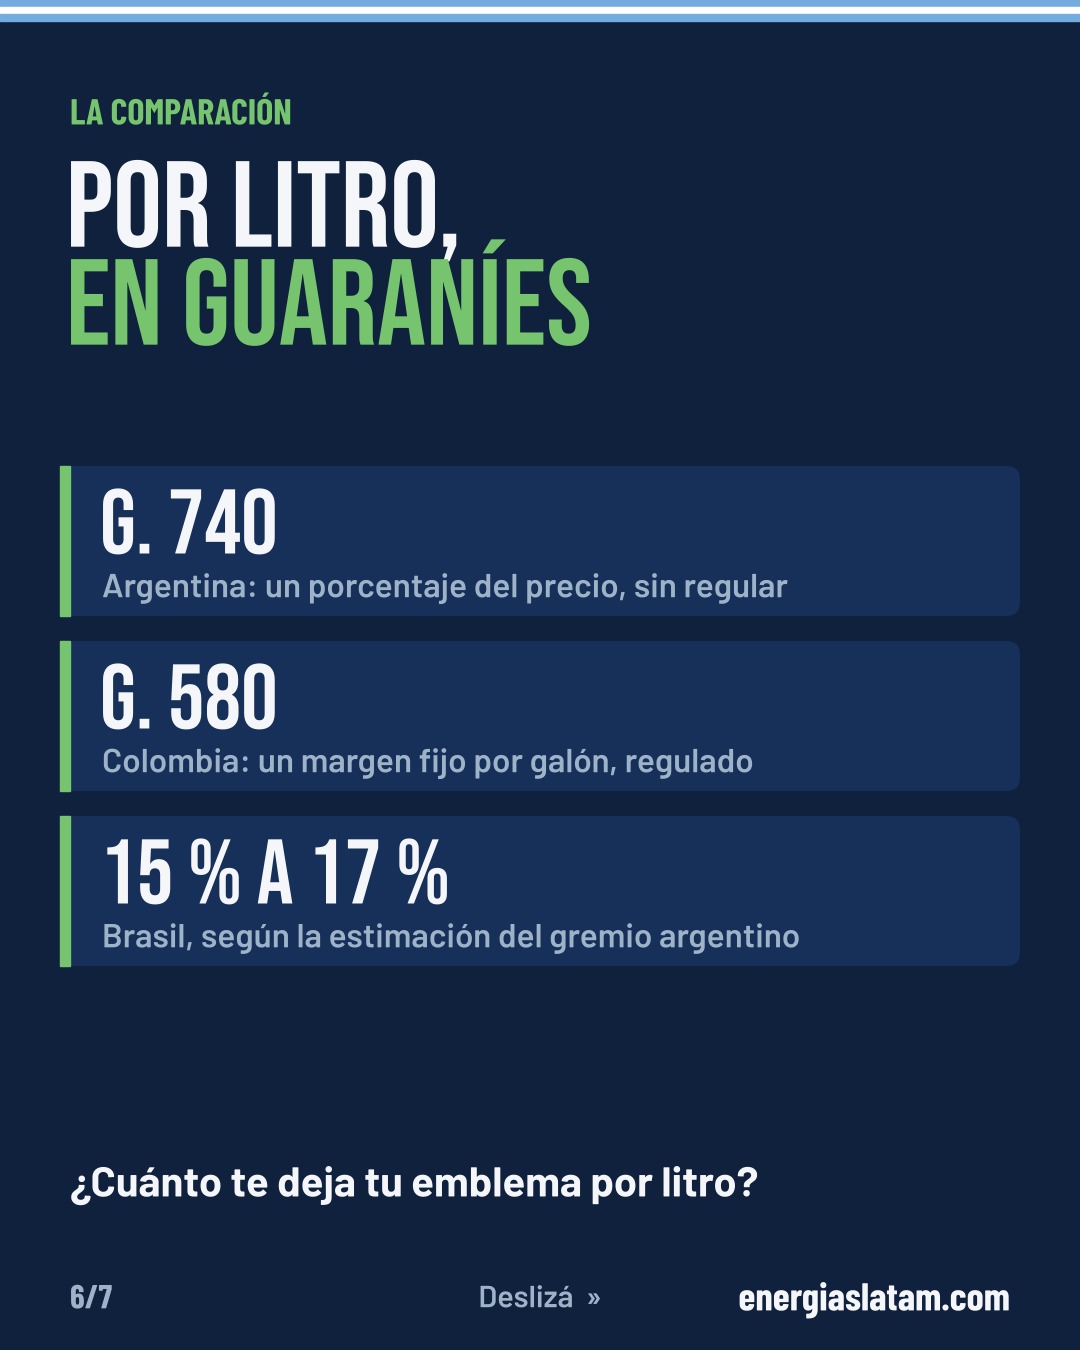 LA COMPARACIÓN
POR LITRO,
EN GUARANÍES
G. 740
Argentina: un porcentaje del precio, sin regular
G. 580
Colombia: un margen fijo por galón, regulado
15 % A 17 %
Brasil, según la estimación del gremio argentino
¿Cuánto te deja tu emblema por litro?
6/7
Deslizá »
energiaslatam.com